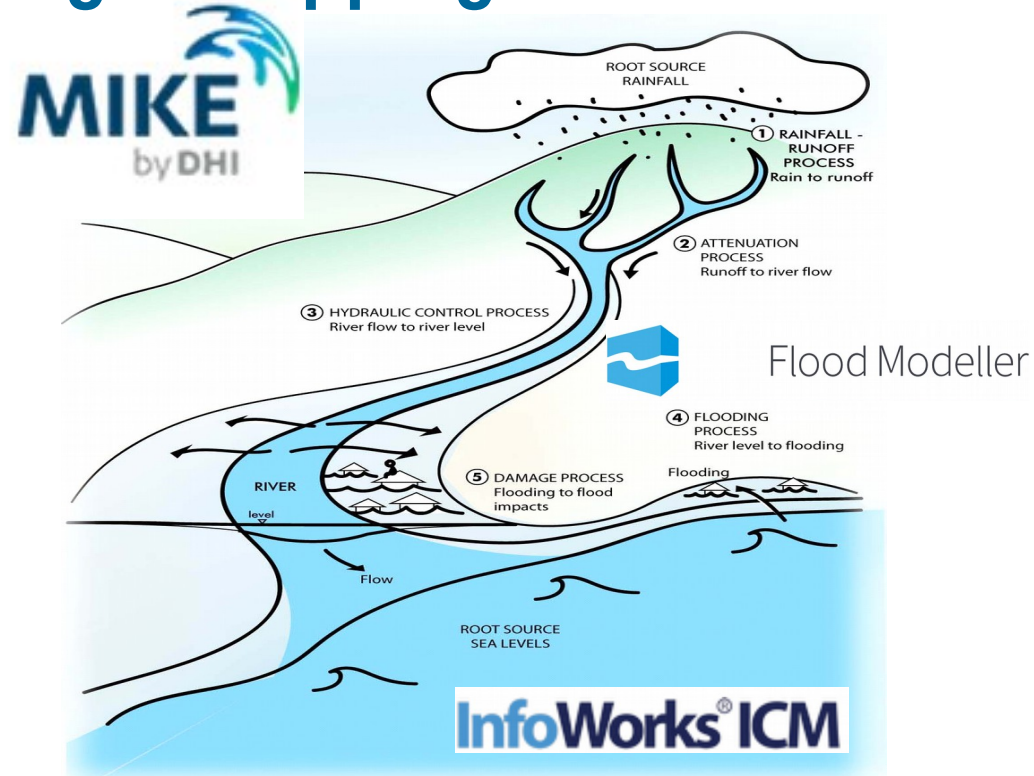 MIKE
by DHI
ROOT SOURCE
RAINFALL
1 RAINFALL -
RUNOFF
PROCESS
Rain to runoff
2 ATTENUATION
PROCESS
Runoff to river flow
3 HYDRAULIC CONTROL PROCESS
River flow to river level
Flood Modeller
4 FLOODING
PROCESS
River level to flooding
Flooding
5 DAMAGE PROCESS
Flooding to flood
impacts
RIVER
level
Flow
ROOT SOURCE
SEA LEVELS
InfoWorks® ICM